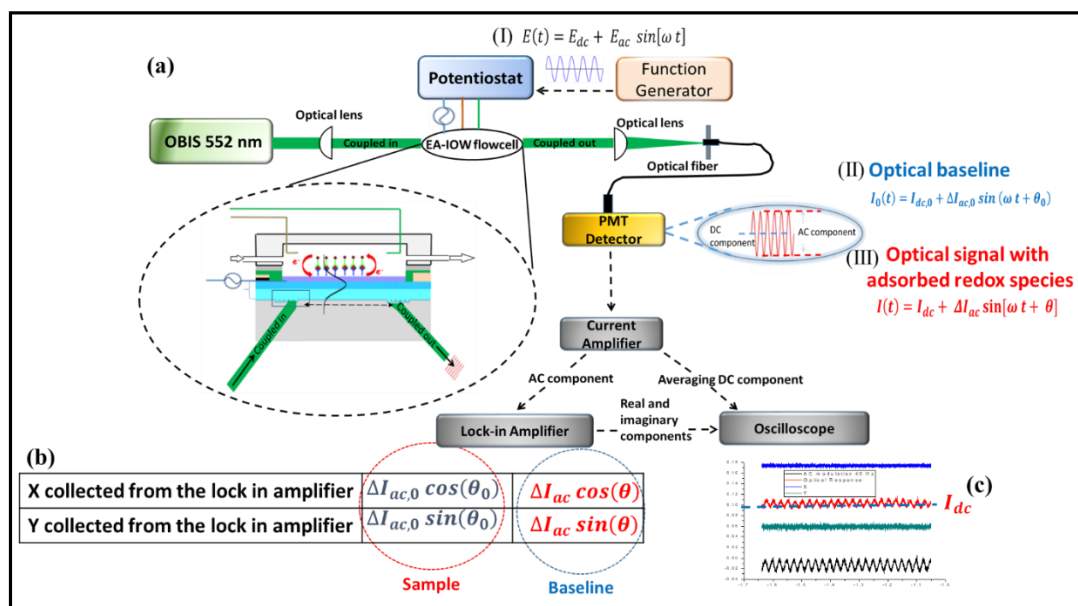 (I) E(t) = E_dc + E_ac sin[ω t]
(a)
Potentiostat
Function Generator
Optical lens
Optical lens
OBIS 552 nm
Coupled in
EA-IOW flowcell
Coupled out
Optical fiber
(II) Optical baseline
I_0(t) = I_dc,0 + ΔI_ac,0 sin (ω t + θ_0)
PMT Detector
DC component
AC component
(III) Optical signal with adsorbed redox species
I(t) = I_dc + ΔI_ac sin[ω t + θ]
e⁻
e⁻
Coupled in
Coupled out
Current Amplifier
AC component
Averaging DC component
Lock-in Amplifier
Real and imaginary components
Oscilloscope
(b)
X collected from the lock in amplifier ΔI_ac,0 cos(θ_0) ΔI_ac cos(θ)
Y collected from the lock in amplifier ΔI_ac,0 sin(θ_0) ΔI_ac sin(θ)
Sample
Baseline
(c)
Optical Response
X
Y
I_dc